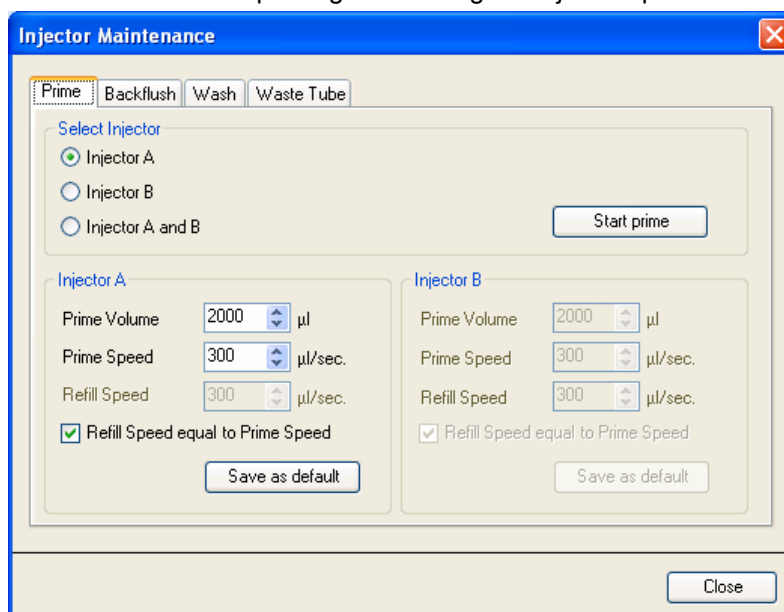 Injector Maintenance
Prime Backflush Wash Waste Tube
Select Injector
Injector A
Injector B
Injector A and B
Start prime
Injector A
Prime Volume 2000 µl
Prime Speed 300 µl/sec.
Refill Speed 300 µl/sec.
Refill Speed equal to Prime Speed
Save as default
Injector B
Prime Volume 2000 µl
Prime Speed 300 µl/sec.
Refill Speed 300 µl/sec.
Refill Speed equal to Prime Speed
Save as default
Close